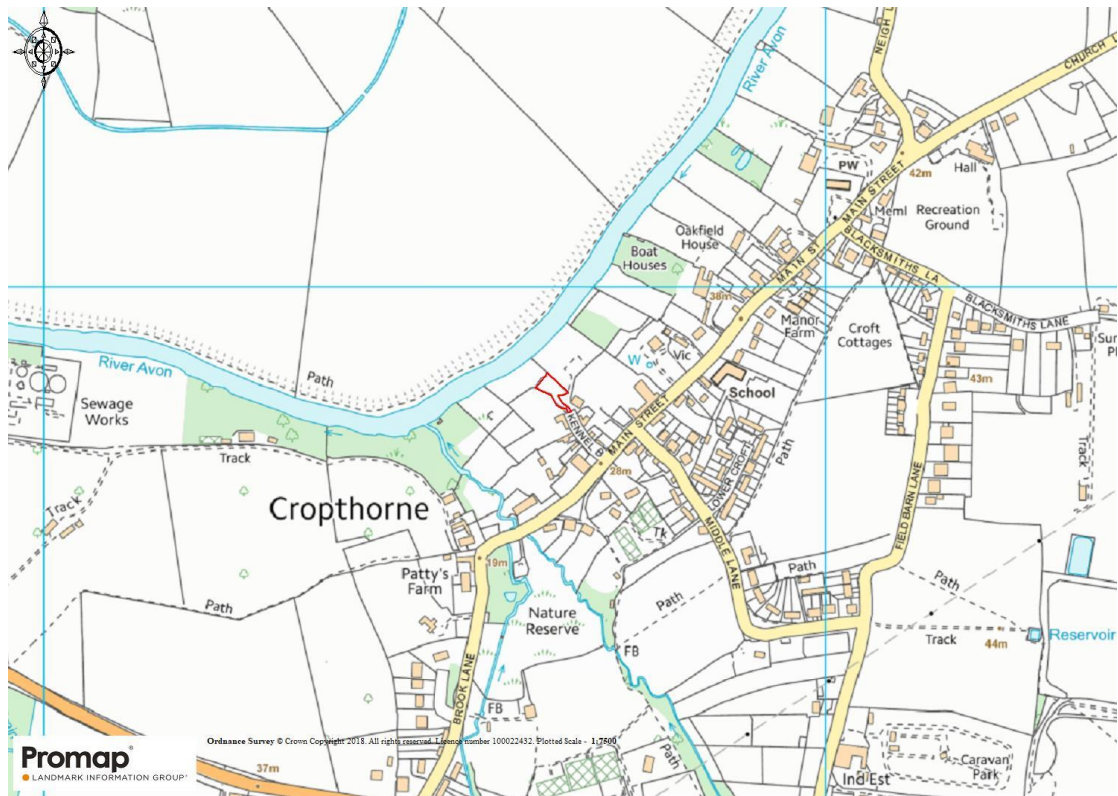 River Avon
NEIGH L
CHURCH L
PW
Hall
42m
MAIN STREET
Meml
Recreation
Ground
Oakfield
House
Boat
Houses
MAIN ST
BLACKSMITHS LA
BLACKSMITHS LANE
38m
Manor
Farm
Croft
Cottages
Sun
Pl
River Avon
Path
W
Vic
School
43m
Sewage
Works
MAIN STREET
Track
28m
Path
Track
Cropthorne
Track
LOWER CROFT
FIELD BARN LANE
Tk
MIDDLE LANE
19m
Patty's
Farm
Path
Path
Path
Path
Nature
Reserve
Track
Reservoir
44m
FB
BROOK LANE
FB
Path
Ordnance Survey © Crown Copyright 2018. All rights reserved. Licence number 100022432. Plotted Scale - 1:7500
Promap
LANDMARK INFORMATION GROUP
37m
Ind Est
Caravan
Park